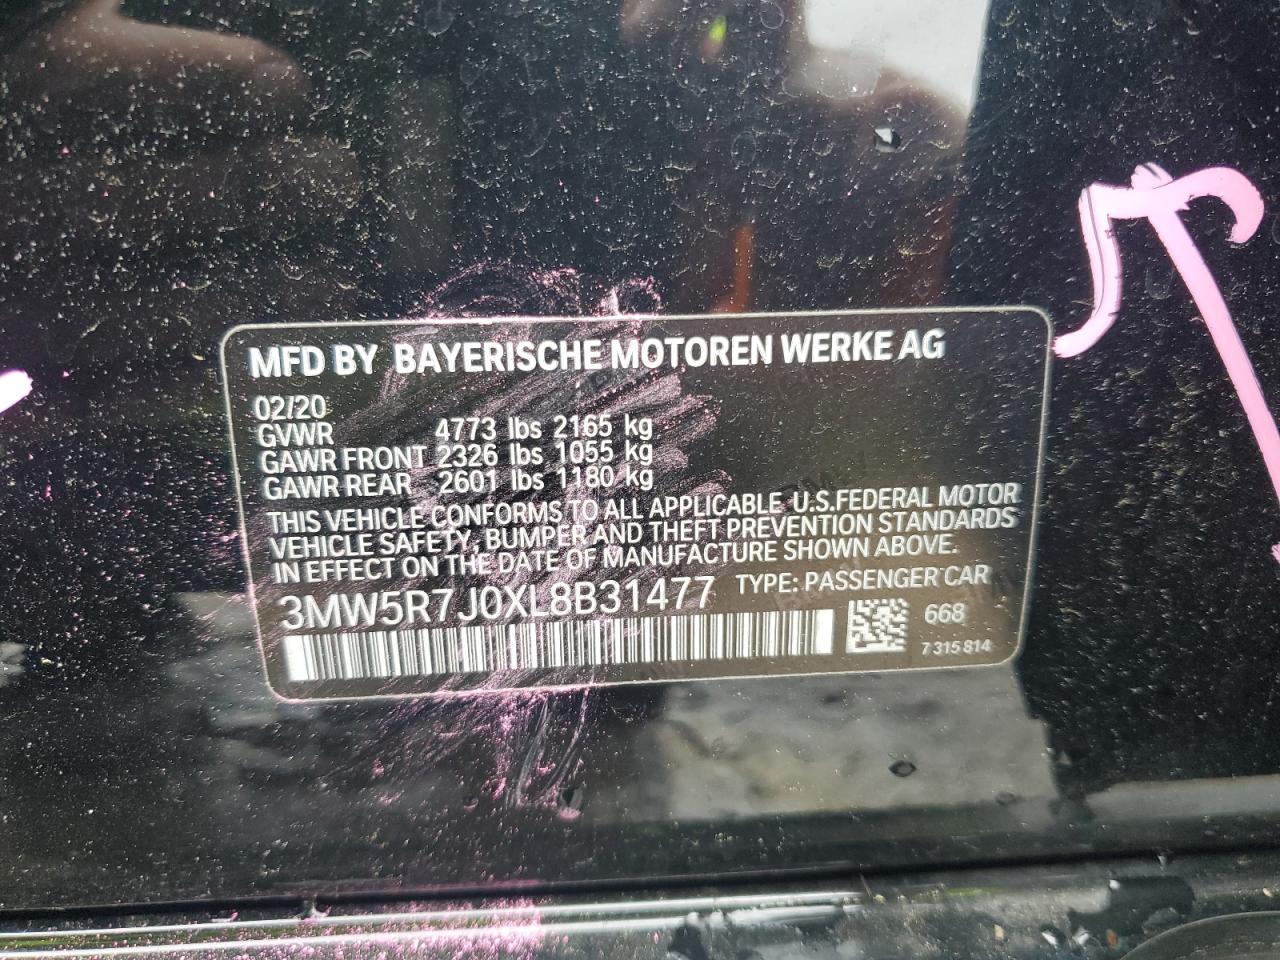 MFD BY BAYERISCHE MOTOREN WERKE AG
02/20
GVWR 4773 lbs 2165 kg
GAWR FRONT 2326 lbs 1055 kg
GAWR REAR 2601 lbs 1180 kg
THIS VEHICLE CONFORMS TO ALL APPLICABLE U.S.FEDERAL MOTOR
VEHICLE SAFETY, BUMPER AND THEFT PREVENTION STANDARDS
IN EFFECT ON THE DATE OF MANUFACTURE SHOWN ABOVE.
3MW5R7J0XL8B31477 TYPE: PASSENGER CAR
668
7 315 814